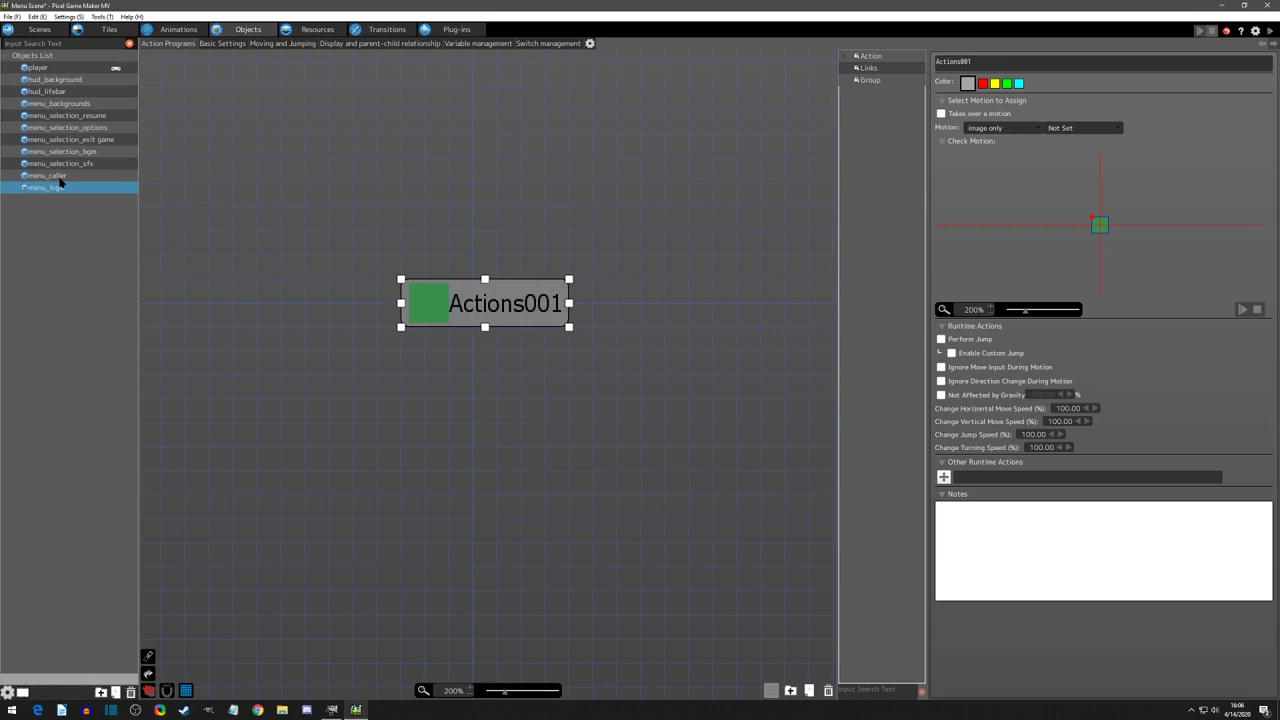 Menu Scene* - Pixel Game Maker MV
File (F) Edit (E) Settings (S) Tools (T) Help (H)
Scenes Tiles Animations Objects Resources Transitions Plug-ins
Input Search Text
Action Programs Basic Settings Moving and Jumping Display and parent-child relationship Variable management Switch management
Objects List
player
hud_background
hud_lifebar
menu_backgrounds
menu_selection_resume
menu_selection_options
menu_selection_exit game
menu_selection_bgm
menu_selection_sfx
menu_caller
Actions001
Action
Links
Group
Input Search Text
Actions001
Color:
Select Motion to Assign
Takes over a motion
Motion: image only Not Set
Check Motion:
200%
Runtime Actions
Perform Jump
Enable Custom Jump
Ignore Move Input During Motion
Ignore Direction Change During Motion
Not Affected by Gravity 100.00 %
Change Horizontal Move Speed (%): 100.00
Change Vertical Move Speed (%): 100.00
Change Jump Speed (%): 100.00
Change Turning Speed (%): 100.00
Other Runtime Actions
Notes
200%
16:06
4/14/2020